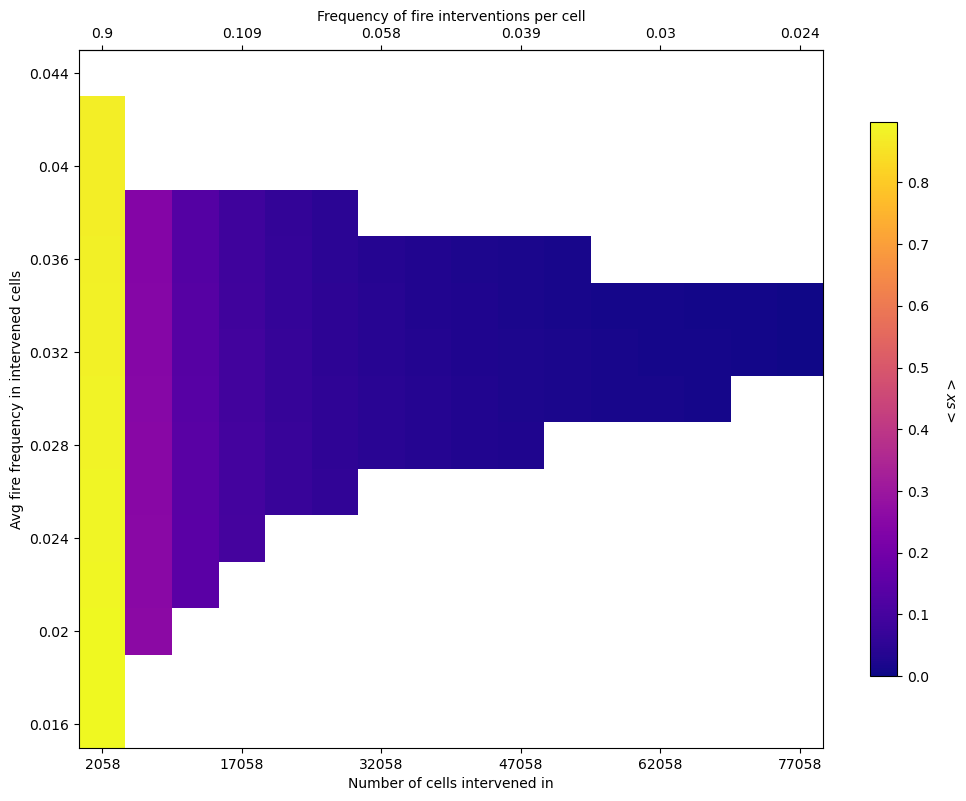 Frequency of fire interventions per cell
0.9 0.109 0.058 0.039 0.03 0.024
Avg fire frequency in intervened cells
0.044
0.04
0.036
0.032
0.028
0.024
0.02
0.016
2058 17058 32058 47058 62058 77058
Number of cells intervened in
0.8
0.7
0.6
0.5
0.4
0.3
0.2
0.1
0.0
< xs >